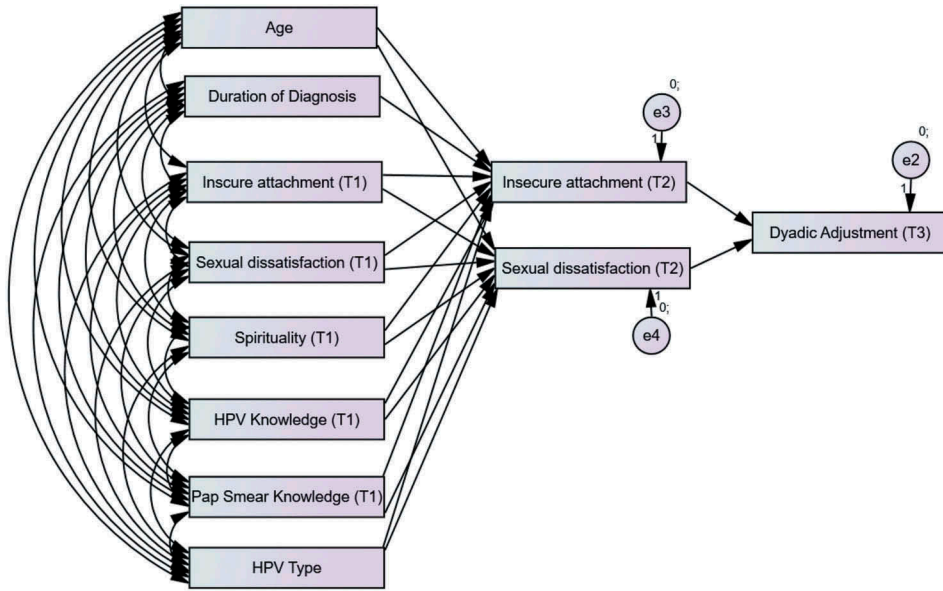 Age
Duration of Diagnosis
Inscure attachment (T1)
Sexual dissatisfaction (T1)
Spirituality (T1)
HPV Knowledge (T1)
Pap Smear Knowledge (T1)
HPV Type
0;
e3
1
Insecure attachment (T2)
Sexual dissatisfaction (T2)
1
0;
e4
0;
e2
1
Dyadic Adjustment (T3)